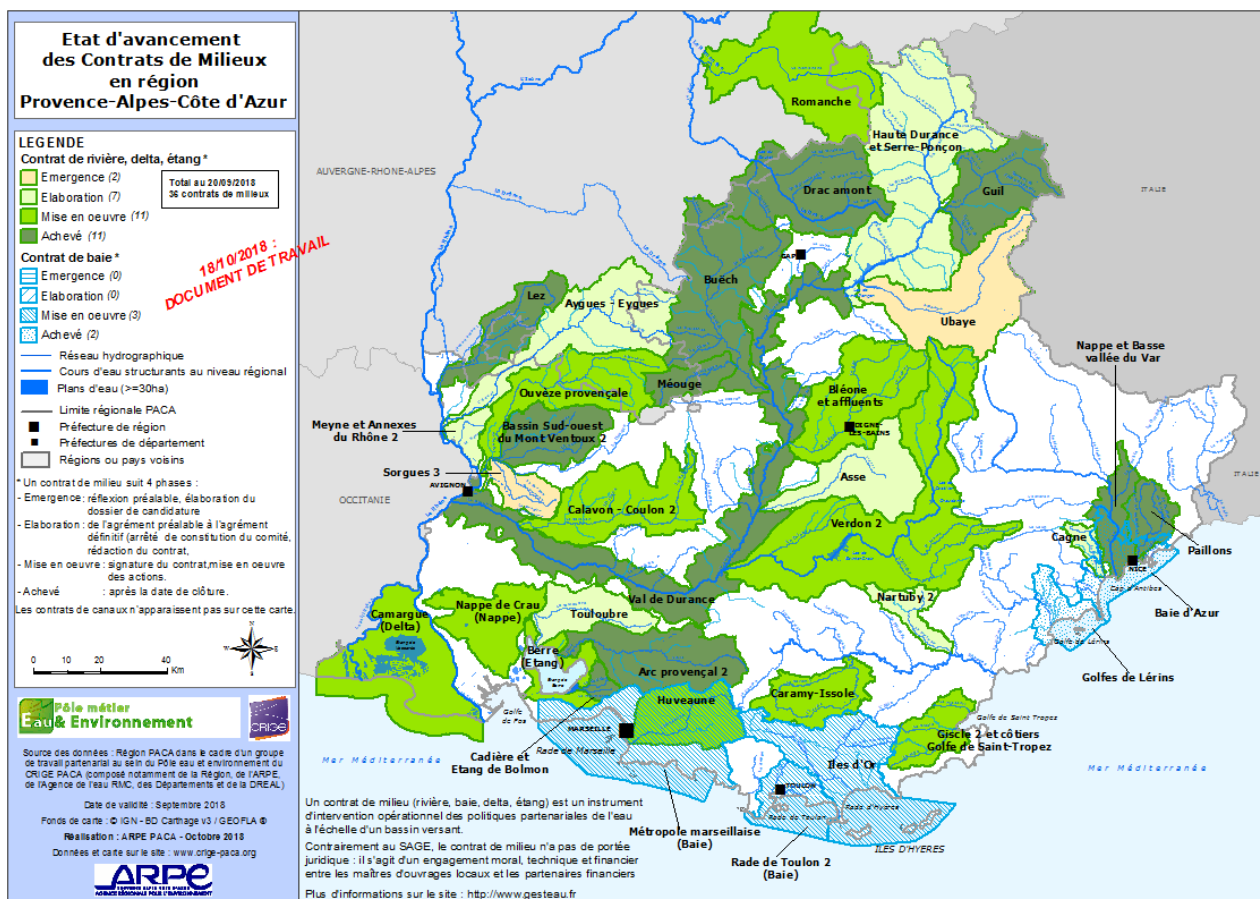 Etat d'avancement
des Contrats de Milieux
en région
Provence-Alpes-Côte d'Azur
LEGENDE
Contrat de rivière, delta, étang *
Emergence (2)
Elaboration (7)
Mise en oeuvre (11)
Achevé (11)
Total au 20/09/2018
36 contrats de milieux
Contrat de baie *
Emergence (0)
Elaboration (0)
Mise en oeuvre (3)
Achevé (2)
18/10/2018 :
DOCUMENT DE TRAVAIL
Réseau hydrographique
Cours d'eau structurants au niveau régional
Plans d'eau (>=30ha)
Limite régionale PACA
Préfecture de région
Préfectures de département
Régions ou pays voisins
* Un contrat de milieu suit 4 phases :
- Emergence : réflexion préalable, élaboration du
dossier de candidature
- Elaboration : de l'agrément préalable à l'agrément
définitif (arrêté de constitution du comité,
rédaction du contrat,
- Mise en oeuvre : signature du contrat,mise en oeuvre
des actions.
- Achevé : après la date de clôture.
Les contrats de canaux n'apparaissent pas sur cette carte.
0 10 20 40
Km
Pôle métier
Eau & Environnement
CRIGE
Source des données : Région PACA dans le cadre d'un groupe
de travail partenarial au sein du Pôle eau et environnement du
CRIGE PACA (composé notamment de la Région, de l'ARPE,
de l'Agence de l'eau RMC, des Départements et de la DREAL)
Date de validité : Septembre 2018
Fonds de carte : © IGN - BD Carthage v3 / GEOFLA ®
Réalisation : ARPE PACA - Octobre 2018
Données et carte sur le site : www.crige-paca.org
ARPE
AGENCE RÉGIONALE POUR L'ENVIRONNEMENT
AUVERGNE-RHONE-ALPES
OCCITANIE
ITALIE
ITALIE
Romanche
Haute Durance
et Serre-Ponçon
Drac amont
Guil
GAP
Buëch
Ubaye
Lez
Aygues - Eygues
Nappe et Basse
vallée du Var
Ouvèze provençale
Méouge
Bléone
et affluents
DIGNE-
LES-BAINS
Meyne et Annexes
du Rhône 2
Bassin Sud-ouest
du Mont Ventoux 2
Sorgues 3
AVIGNON
Asse
Calavon - Coulon 2
Verdon 2
Cagne
Paillons
NICE
Cap d'Antibes
Baie d'Azur
Val de Durance
Nartuby 2
Golfe de Lérins
Golfes de Lérins
Camargue
(Delta)
Nappe de Crau
(Nappe)
Touloubre
Berre
(Etang)
Arc provençal 2
Caramy-Issole
Huveaune
Golfe
de Fos
MARSEILLE
Rade de Marseille
Golfe de Saint Tropez
Giscle 2 et côtiers
Golfe de Saint-Tropez
Cadière et
Etang de Bolmon
Iles d'Or
Mer Méditerranée
Mer Méditerranée
TOULON
Rade d'Hyères
Rade de Toulon
ILES D'HYERES
Métropole marseillaise
(Baie)
Rade de Toulon 2
(Baie)
Un contrat de milieu (rivière, baie, delta, étang) est un instrument
d'intervention opérationnel des politiques partenariales de l'eau
à l'échelle d'un bassin versant.
Contrairement au SAGE, le contrat de milieu n'a pas de portée
juridique : il s'agit d'un engagement moral, technique et financier
entre les maîtres d'ouvrages locaux et les partenaires financiers
Plus d'informations sur le site : http://www.gesteau.fr